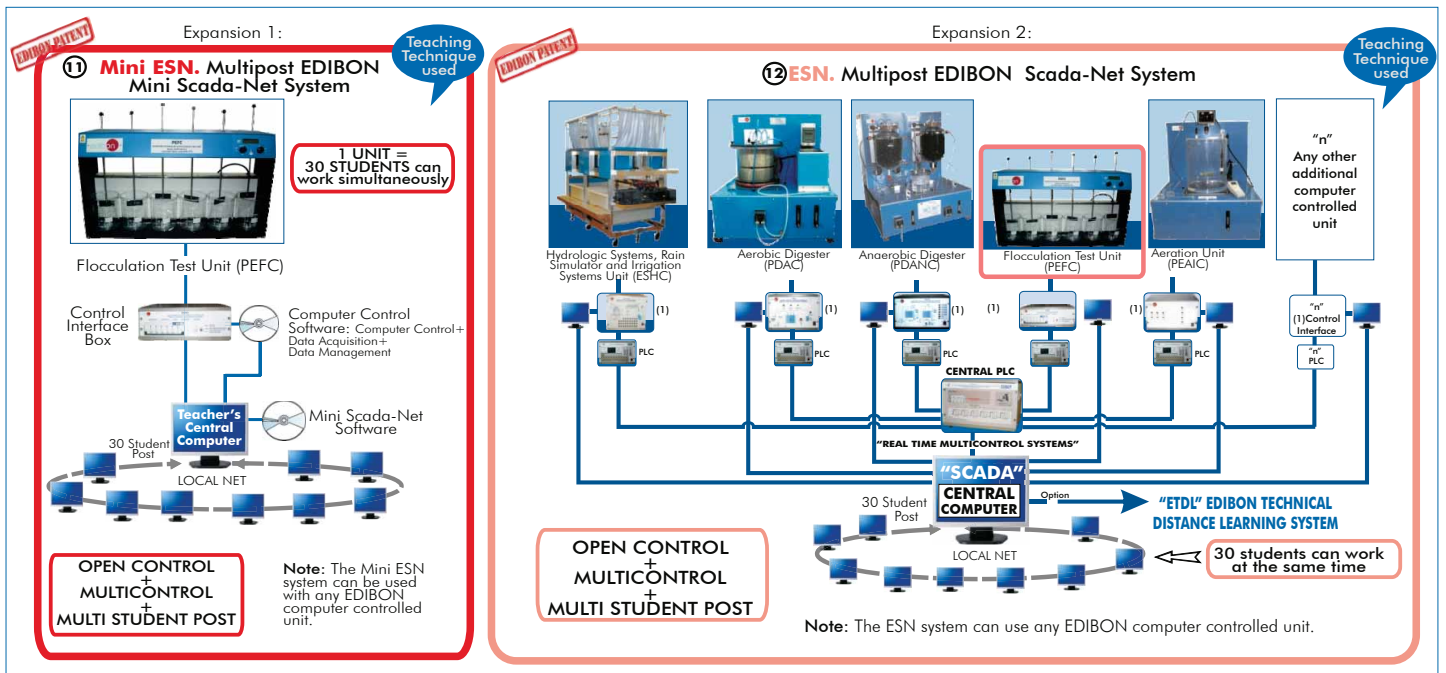 Expansion 1:
EDIBON PATENT
Teaching
Technique
used
11 Mini ESN. Multipost EDIBON
Mini Scada-Net System
1 UNIT =
30 STUDENTS can
work simultaneously
Flocculation Test Unit (PEFC)
Control
Interface
Box
Computer Control
Software: Computer Control+
Data Acquisition+
Data Management
Teacher's
Central
Computer
Mini Scada-Net
Software
30 Student
Post
LOCAL NET
OPEN CONTROL
+
MULTICONTROL
+
MULTI STUDENT POST
Note: The Mini ESN
system can be used
with any EDIBON
computer controlled
unit.
Expansion 2:
EDIBON PATENT
Teaching
Technique
used
12 ESN. Multipost EDIBON Scada-Net System
Hydrologic Systems, Rain
Simulator and Irrigation
Systems Unit (ESHC)
Aerobic Digester
(PDAC)
Anaerobic Digester
(PDANC)
Flocculation Test Unit
(PEFC)
Aeration Unit
(PEAIC)
"n"
Any other
additional
computer
controlled
unit
(1)
(1)
(1)
(1)
(1)
"n"
(1)Control
Interface
PLC
PLC
PLC
PLC
PLC
"n"
PLC
CENTRAL PLC
"REAL TIME MULTICONTROL SYSTEMS"
"SCADA"
CENTRAL
COMPUTER
Option
"ETDL" EDIBON TECHNICAL
DISTANCE LEARNING SYSTEM
30 Student
Post
LOCAL NET
30 students can work
at the same time
OPEN CONTROL
+
MULTICONTROL
+
MULTI STUDENT POST
Note: The ESN system can use any EDIBON computer controlled unit.